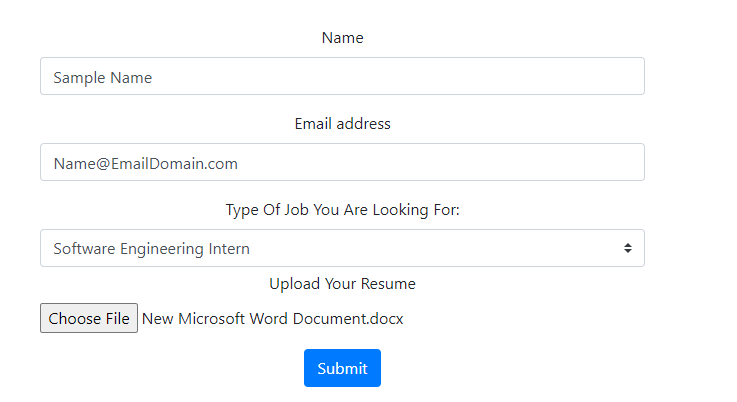 Name
Sample Name
Email address
Name@EmailDomain.com
Type Of Job You Are Looking For:
Software Engineering Intern
Upload Your Resume
Choose File New Microsoft Word Document.docx
Submit